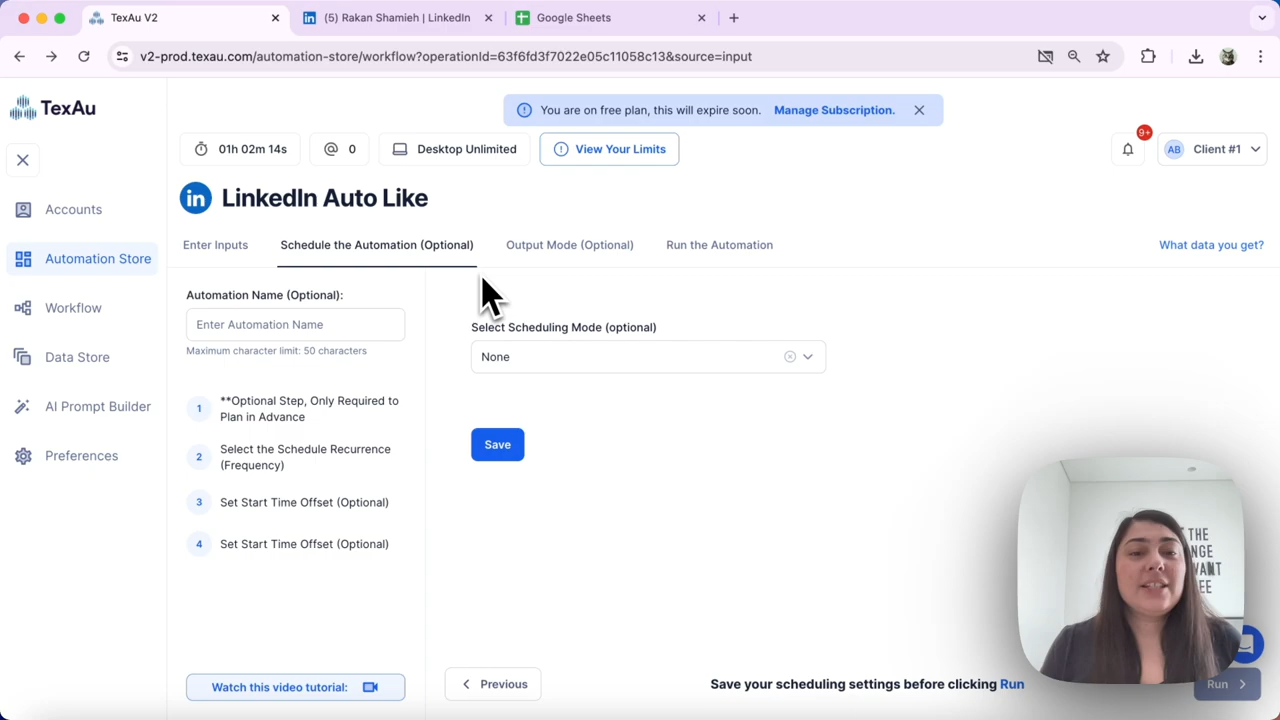 TexAu V2
(5) Rakan Shamieh | LinkedIn
Google Sheets
v2-prod.texau.com/automation-store/workflow?operationId=63f6fd3f7022e05c11058c13&source=input
TexAu
You are on free plan, this will expire soon. Manage Subscription.
01h 02m 14s
0
Desktop Unlimited
View Your Limits
9+
AB
Client #1
in LinkedIn Auto Like
Accounts
Automation Store
Workflow
Data Store
AI Prompt Builder
Preferences
Enter Inputs
Schedule the Automation (Optional)
Output Mode (Optional)
Run the Automation
What data you get?
Automation Name (Optional):
Enter Automation Name
Maximum character limit: 50 characters
1 **Optional Step, Only Required to
Plan in Advance
2 Select the Schedule Recurrence
(Frequency)
3 Set Start Time Offset (Optional)
4 Set Start Time Offset (Optional)
Watch this video tutorial:
Select Scheduling Mode (optional)
None
Save
Previous
Save your scheduling settings before clicking Run
Run
THE